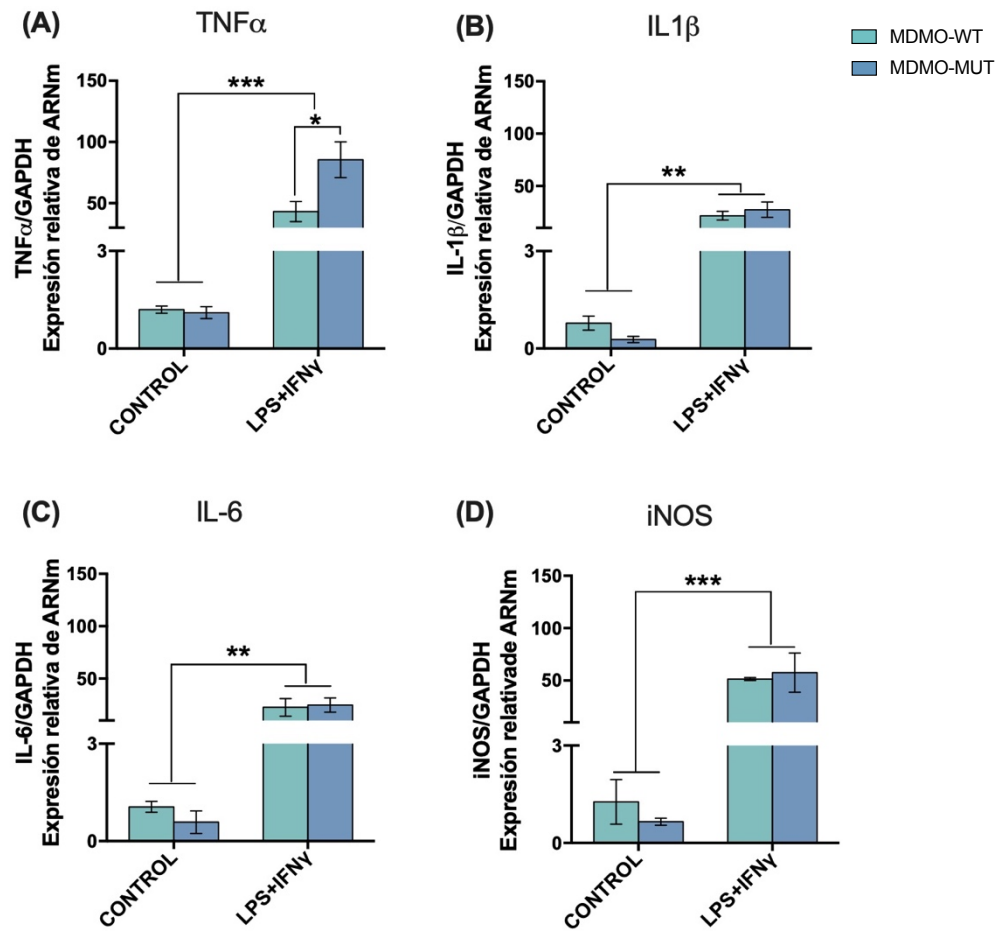 (A)
TNFα
TNFα/GAPDH
Expresión relativa de ARNm
150
100
50
3
0
***
*
CONTROL
LPS+IFNγ
(B)
IL1β
IL-1β/GAPDH
Expresión relativa de ARNm
150
100
50
3
0
**
CONTROL
LPS+IFNγ
MDMO-WT
MDMO-MUT
(C)
IL-6
IL-6/GAPDH
Expresión relativa de ARNm
150
100
50
3
0
**
CONTROL
LPS+IFNγ
(D)
iNOS
iNOS/GAPDH
Expresión relativade ARNm
150
100
50
3
0
***
CONTROL
LPS+IFNγ